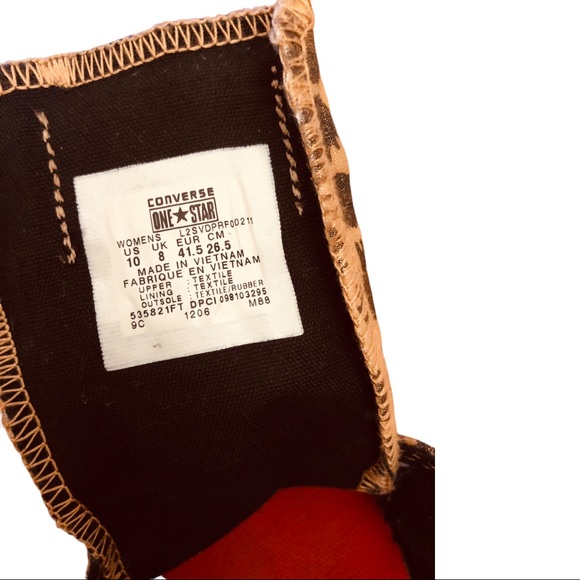 CONVERSE
ONE★STAR
WOMENS L2SVDPRF00211
US UK EUR CM
10 8 41.5 26.5
MADE IN VIETNAM
FABRIQUE EN VIETNAM
UPPER : TEXTILE
LINING : TEXTILE
OUTSOLE : TEXTILE/RUBBER
535821FT DPCI 098103295
9C 1206 M88